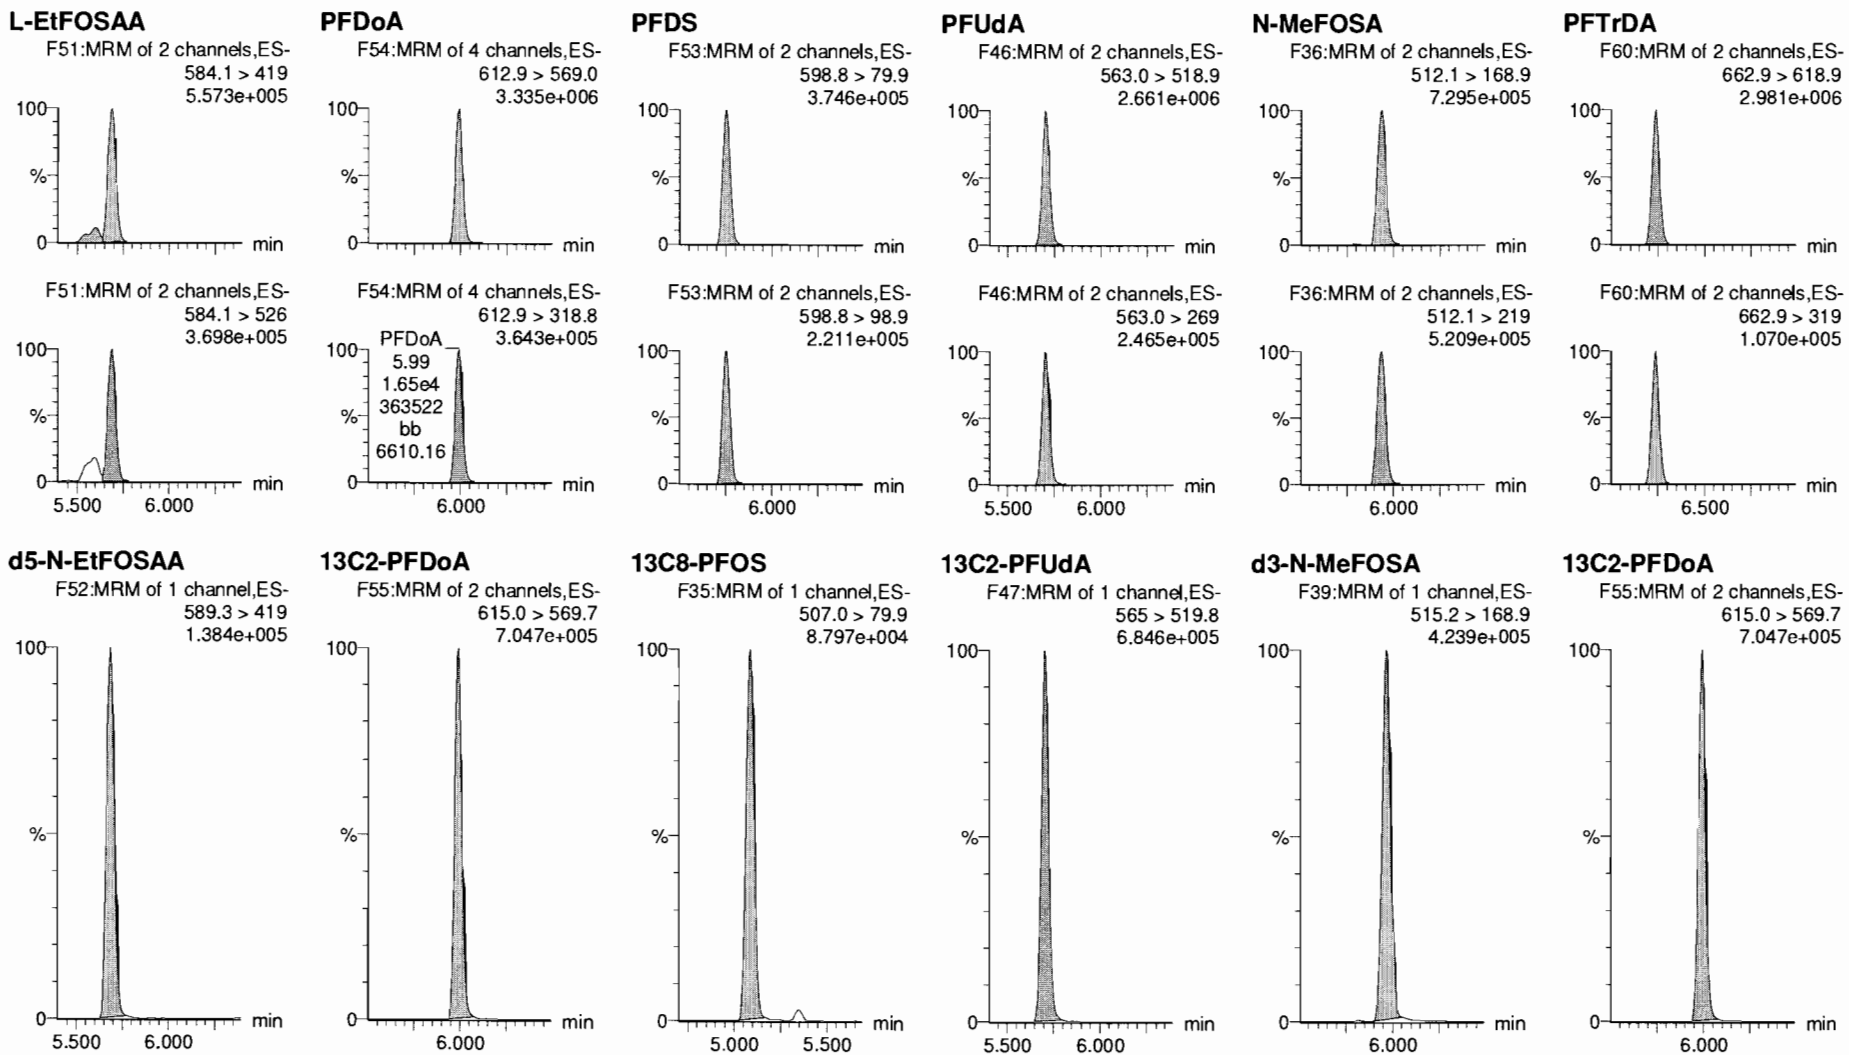 L-EtFOSAA
F51:MRM of 2 channels,ES-
584.1 > 419
5.573e+005
100
%
0
min
PFDoA
F54:MRM of 4 channels,ES-
612.9 > 569.0
3.335e+006
100
%
0
min
PFDS
F53:MRM of 2 channels,ES-
598.8 > 79.9
3.746e+005
100
%
0
min
PFUdA
F46:MRM of 2 channels,ES-
563.0 > 518.9
2.661e+006
100
%
0
min
N-MeFOSA
F36:MRM of 2 channels,ES-
512.1 > 168.9
7.295e+005
100
%
0
min
PFTrDA
F60:MRM of 2 channels,ES-
662.9 > 618.9
2.981e+006
100
%
0
min
F51:MRM of 2 channels,ES-
584.1 > 526
3.698e+005
100
%
0
min
5.500 6.000
F54:MRM of 4 channels,ES-
612.9 > 318.8
3.643e+005
PFDoA
5.99
1.65e4
363522
bb
6610.16
100
%
0
min
6.000
F53:MRM of 2 channels,ES-
598.8 > 98.9
2.211e+005
100
%
0
min
6.000
F46:MRM of 2 channels,ES-
563.0 > 269
2.465e+005
100
%
0
min
5.500 6.000
F36:MRM of 2 channels,ES-
512.1 > 219
5.209e+005
100
%
0
min
6.000
F60:MRM of 2 channels,ES-
662.9 > 319
1.070e+005
100
%
0
min
6.500
d5-N-EtFOSAA
F52:MRM of 1 channel,ES-
589.3 > 419
1.384e+005
100
%
0
min
5.500 6.000
13C2-PFDoA
F55:MRM of 2 channels,ES-
615.0 > 569.7
7.047e+005
100
%
0
min
6.000
13C8-PFOS
F35:MRM of 1 channel,ES-
507.0 > 79.9
8.797e+004
100
%
0
min
5.000 5.500
13C2-PFUdA
F47:MRM of 1 channel,ES-
565 > 519.8
6.846e+005
100
%
0
min
5.500 6.000
d3-N-MeFOSA
F39:MRM of 1 channel,ES-
515.2 > 168.9
4.239e+005
100
%
0
min
6.000
13C2-PFDoA
F55:MRM of 2 channels,ES-
615.0 > 569.7
7.047e+005
100
%
0
min
6.000